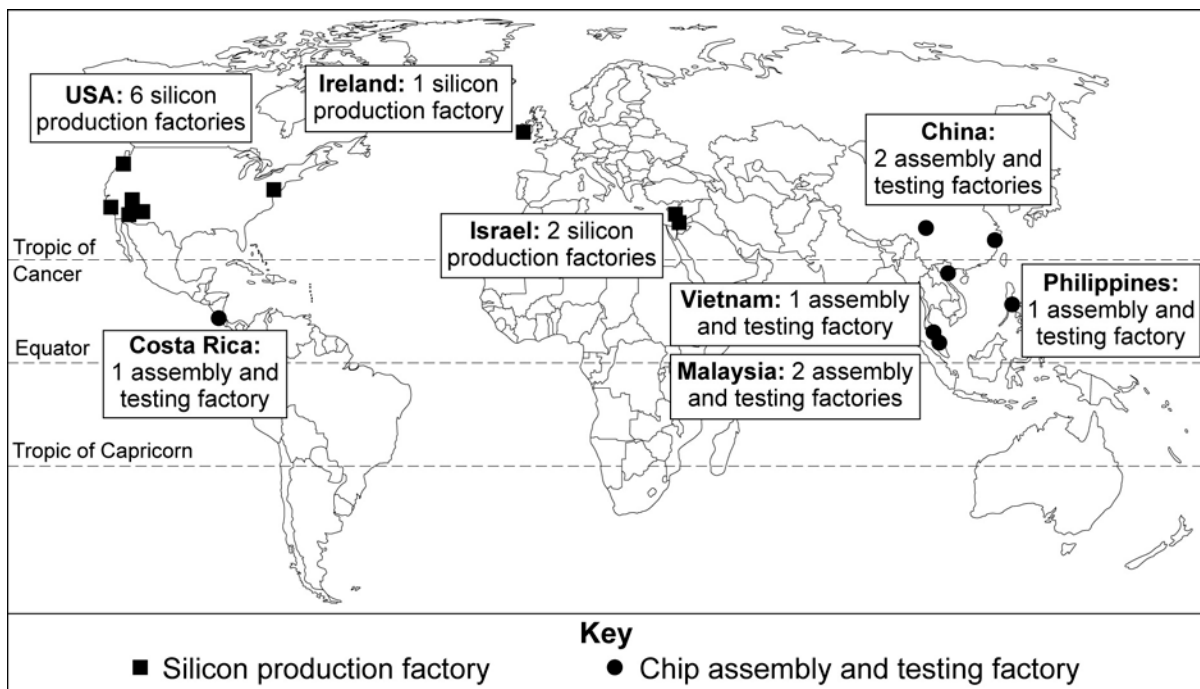 USA: 6 silicon
production factories
Ireland: 1 silicon
production factory
China:
2 assembly and
testing factories
Israel: 2 silicon
production factories
Tropic of
Cancer
Vietnam: 1 assembly
and testing factory
Philippines:
1 assembly and
testing factory
Equator
Costa Rica:
1 assembly and
testing factory
Malaysia: 2 assembly
and testing factories
Tropic of Capricorn
Key
Silicon production factory
Chip assembly and testing factory